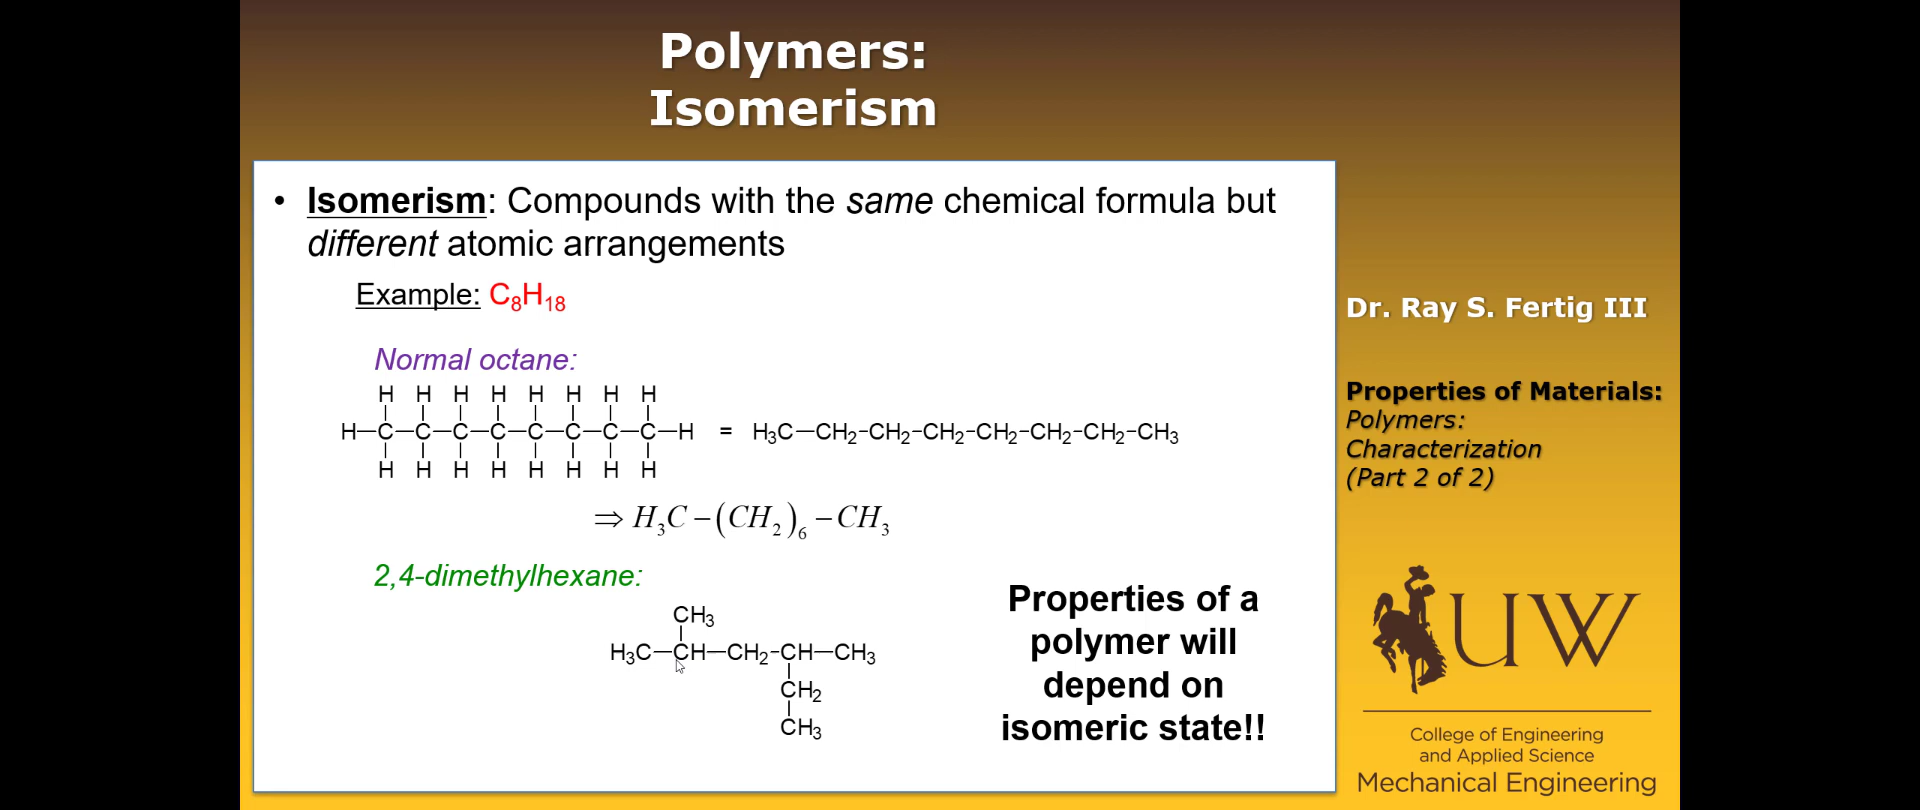 Polymers:
Isomerism
• Isomerism: Compounds with the same chemical formula but
different atomic arrangements
Example: C₈H₁₈
Normal octane:
H H H H H H H H
H—C—C—C—C—C—C—C—C—H = H₃C—CH₂-CH₂-CH₂-CH₂-CH₂-CH₂-CH₃
H H H H H H H H
⇒ H₃C – (CH₂)₆ – CH₃
2,4-dimethylhexane:
CH₃
H₃C—CH—CH₂-CH—CH₃
CH₂
CH₃
Properties of a
polymer will
depend on
isomeric state!!
Dr. Ray S. Fertig III
Properties of Materials:
Polymers:
Characterization
(Part 2 of 2)
UW
College of Engineering
and Applied Science
Mechanical Engineering